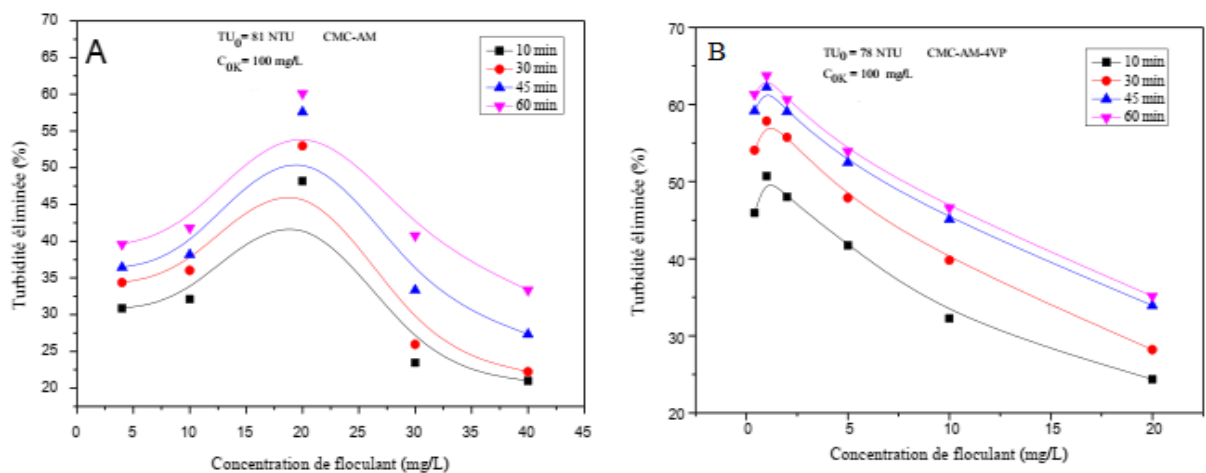 A
TU0 = 81 NTU CMC-AM
C0K = 100 mg/L
10 min
30 min
45 min
60 min
70
65
60
55
50
45
40
35
30
25
20
Turbidité éliminée (%)
0 5 10 15 20 25 30 35 40 45
Concentration de floculant (mg/L)
B
TU0 = 78 NTU CMC-AM-4VP
C0K = 100 mg/L
10 min
30 min
45 min
60 min
70
60
50
40
30
20
Turbidité éliminée (%)
0 5 10 15 20
Concentration de floculant (mg/L)